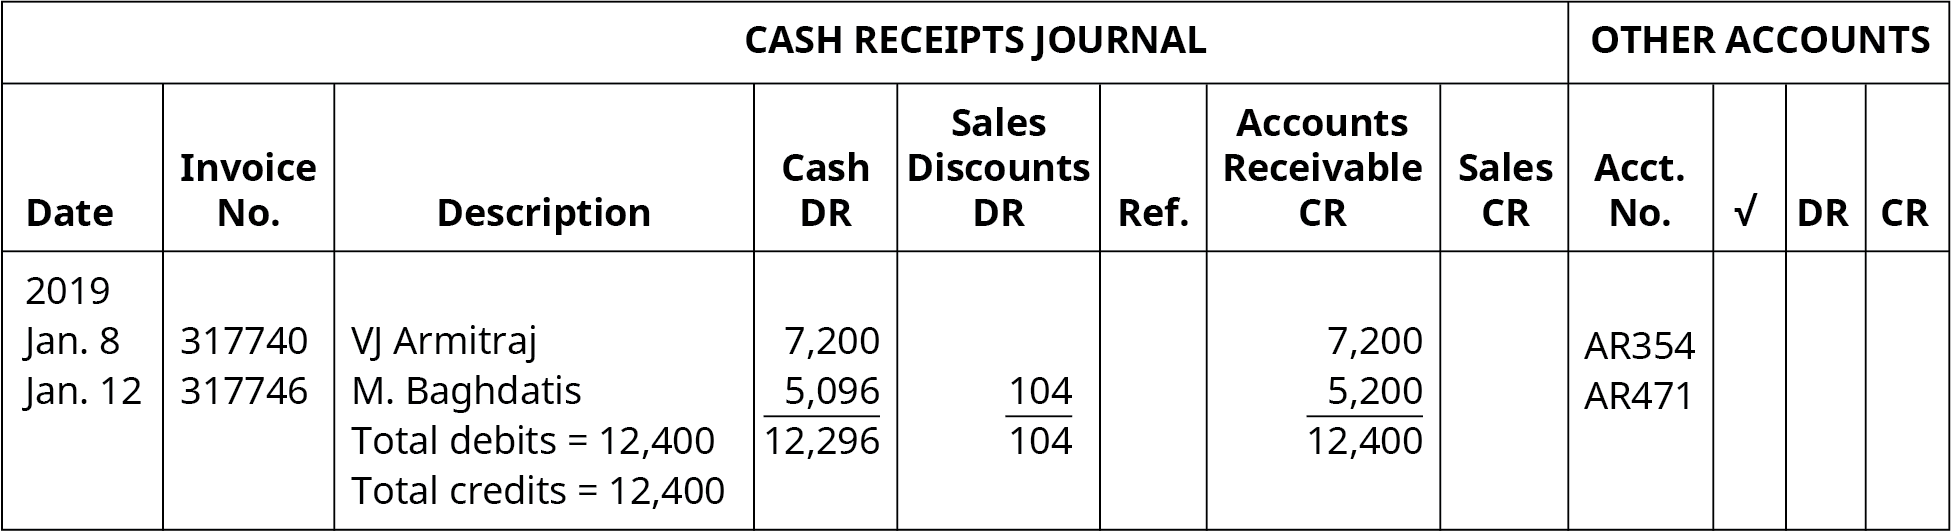 CASH RECEIPTS JOURNAL OTHER ACCOUNTS
Date Invoice No. Description Cash DR Sales Discounts DR Ref. Accounts Receivable CR Sales CR Acct. No. √ DR CR
2019
Jan. 8 317740 VJ Armitraj 7,200 7,200 AR354
Jan. 12 317746 M. Baghdatis 5,096 104 5,200 AR471
Total debits = 12,400 12,296 104 12,400
Total credits = 12,400